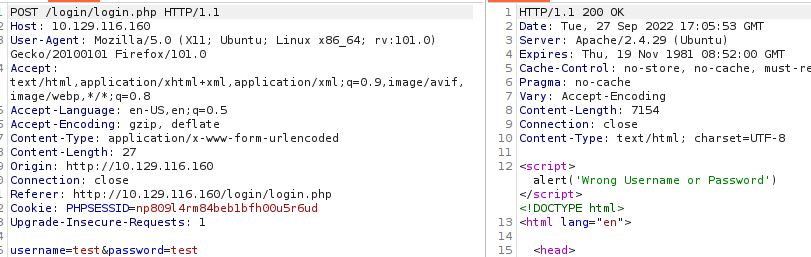 POST /login/login.php HTTP/1.1
Host: 10.129.116.160
User-Agent: Mozilla/5.0 (X11; Ubuntu; Linux x86_64; rv:101.0)
Gecko/20100101 Firefox/101.0
Accept:
text/html,application/xhtml+xml,application/xml;q=0.9,image/avif,
image/webp,*/*;q=0.8
Accept-Language: en-US,en;q=0.5
Accept-Encoding: gzip, deflate
Content-Type: application/x-www-form-urlencoded
Content-Length: 27
Origin: http://10.129.116.160
Connection: close
Referer: http://10.129.116.160/login/login.php
Cookie: PHPSESSID=np809l4rm84beb1bfh00u5r6ud
Upgrade-Insecure-Requests: 1
username=test&password=test
1 HTTP/1.1 200 OK
2 Date: Tue, 27 Sep 2022 17:05:53 GMT
3 Server: Apache/2.4.29 (Ubuntu)
4 Expires: Thu, 19 Nov 1981 08:52:00 GMT
5 Cache-Control: no-store, no-cache, must-re
6 Pragma: no-cache
7 Vary: Accept-Encoding
8 Content-Length: 7154
9 Connection: close
10 Content-Type: text/html; charset=UTF-8
11
12 <script>
alert('Wrong Username or Password')
</script>
<!DOCTYPE html>
13 <html lang="en">
14
15 <head>